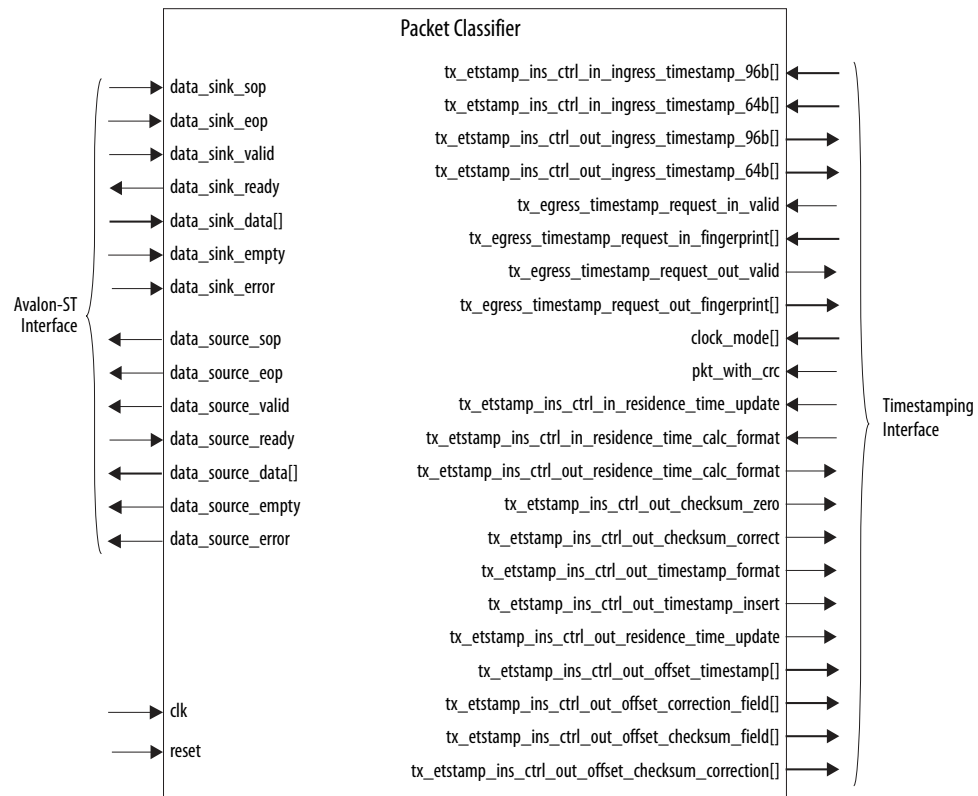 Packet Classifier
Avalon-ST
Interface
data_sink_sop
data_sink_eop
data_sink_valid
data_sink_ready
data_sink_data[]
data_sink_empty
data_sink_error
data_source_sop
data_source_eop
data_source_valid
data_source_ready
data_source_data[]
data_source_empty
data_source_error
clk
reset
tx_etstamp_ins_ctrl_in_ingress_timestamp_96b[]
tx_etstamp_ins_ctrl_in_ingress_timestamp_64b[]
tx_etstamp_ins_ctrl_out_ingress_timestamp_96b[]
tx_etstamp_ins_ctrl_out_ingress_timestamp_64b[]
tx_egress_timestamp_request_in_valid
tx_egress_timestamp_request_in_fingerprint[]
tx_egress_timestamp_request_out_valid
tx_egress_timestamp_request_out_fingerprint[]
clock_mode[]
pkt_with_crc
tx_etstamp_ins_ctrl_in_residence_time_update
tx_etstamp_ins_ctrl_in_residence_time_calc_format
tx_etstamp_ins_ctrl_out_residence_time_calc_format
tx_etstamp_ins_ctrl_out_checksum_zero
tx_etstamp_ins_ctrl_out_checksum_correct
tx_etstamp_ins_ctrl_out_timestamp_format
tx_etstamp_ins_ctrl_out_timestamp_insert
tx_etstamp_ins_ctrl_out_residence_time_update
tx_etstamp_ins_ctrl_out_offset_timestamp[]
tx_etstamp_ins_ctrl_out_offset_correction_field[]
tx_etstamp_ins_ctrl_out_offset_checksum_field[]
tx_etstamp_ins_ctrl_out_offset_checksum_correction[]
Timestamping
Interface